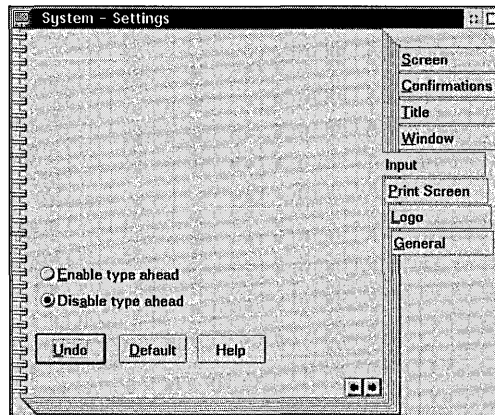 System - Settings
Screen
Confirmations
Title
Window
Input
Print Screen
Logo
General
Enable type ahead
Disable type ahead
Undo Default Help